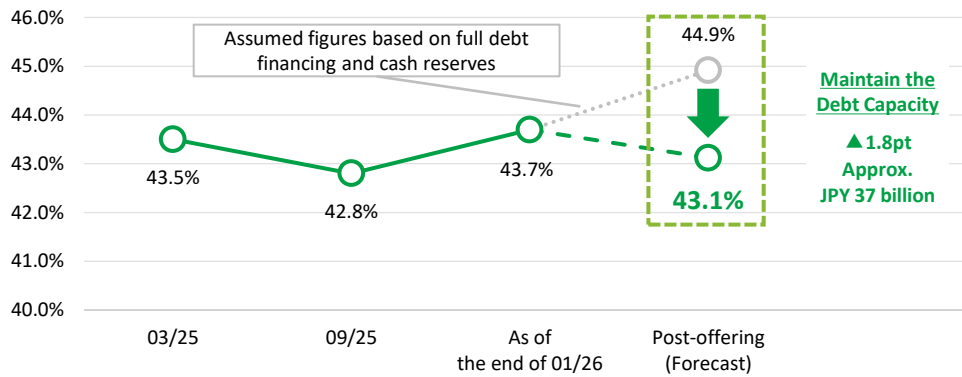 46.0%
45.0%
44.0%
43.0%
42.0%
41.0%
40.0%
Assumed figures based on full debt
financing and cash reserves
43.5%
42.8%
43.7%
44.9%
43.1%
03/25
09/25
As of
the end of 01/26
Post-offering
(Forecast)
Maintain the
Debt Capacity
▲1.8pt
Approx.
JPY 37 billion